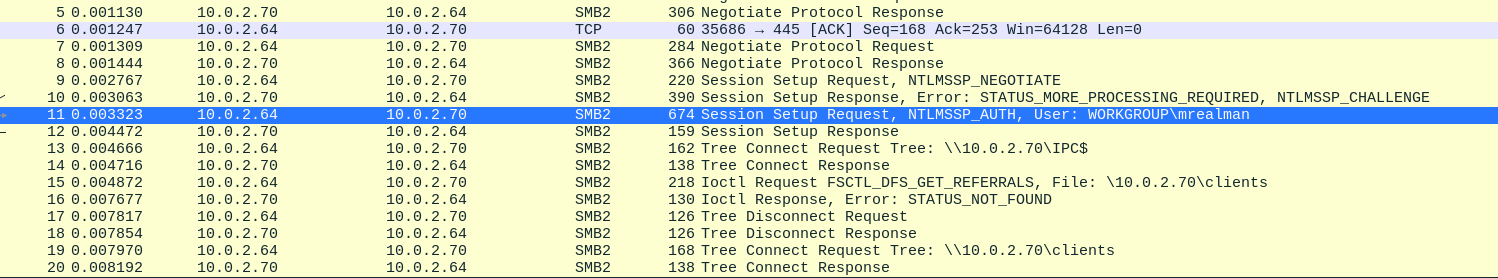 5 0.001130 10.0.2.70 10.0.2.64 SMB2 306 Negotiate Protocol Response
6 0.001247 10.0.2.64 10.0.2.70 TCP 60 35686 → 445 [ACK] Seq=168 Ack=253 Win=64128 Len=0
7 0.001309 10.0.2.64 10.0.2.70 SMB2 284 Negotiate Protocol Request
8 0.001444 10.0.2.70 10.0.2.64 SMB2 366 Negotiate Protocol Response
9 0.002767 10.0.2.64 10.0.2.70 SMB2 220 Session Setup Request, NTLMSSP_NEGOTIATE
10 0.003063 10.0.2.70 10.0.2.64 SMB2 390 Session Setup Response, Error: STATUS_MORE_PROCESSING_REQUIRED, NTLMSSP_CHALLENGE
11 0.003323 10.0.2.64 10.0.2.70 SMB2 674 Session Setup Request, NTLMSSP_AUTH, User: WORKGROUP\mrealman
12 0.004472 10.0.2.70 10.0.2.64 SMB2 159 Session Setup Response
13 0.004666 10.0.2.64 10.0.2.70 SMB2 162 Tree Connect Request Tree: \\10.0.2.70\IPC$
14 0.004716 10.0.2.70 10.0.2.64 SMB2 138 Tree Connect Response
15 0.004872 10.0.2.64 10.0.2.70 SMB2 218 Ioctl Request FSCTL_DFS_GET_REFERRALS, File: \10.0.2.70\clients
16 0.007677 10.0.2.70 10.0.2.64 SMB2 130 Ioctl Response, Error: STATUS_NOT_FOUND
17 0.007817 10.0.2.64 10.0.2.70 SMB2 126 Tree Disconnect Request
18 0.007854 10.0.2.70 10.0.2.64 SMB2 126 Tree Disconnect Response
19 0.007970 10.0.2.64 10.0.2.70 SMB2 168 Tree Connect Request Tree: \\10.0.2.70\clients
20 0.008192 10.0.2.70 10.0.2.64 SMB2 138 Tree Connect Response